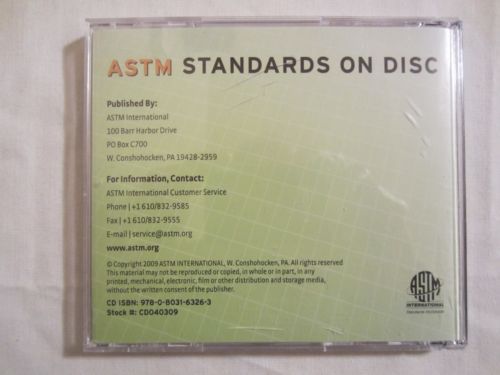 ASTM STANDARDS ON DISC
Published By:
ASTM International
100 Barr Harbor Drive
PO Box C700
W. Conshohocken, PA 19428-2959
For Information, Contact:
ASTM International Customer Service
Phone | +1 610/832-9585
Fax | +1 610/832-9555
E-mail | service@astm.org
www.astm.org
© Copyright 2009 ASTM INTERNATIONAL, W. Conshohocken, PA. All rights reserved
This material may not be reproduced or copied, in whole or in part, in any
printed, mechanical, electronic, film or other distribution and storage media,
without the written consent of the publisher.
CD ISBN: 978-0-8031-6326-3
Stock #: CD040309
ASTM
INTERNATIONAL